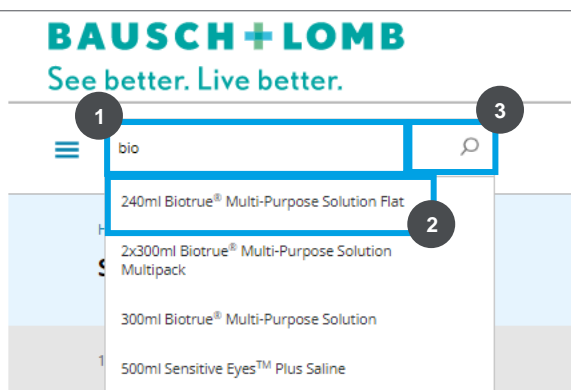 BAUSCH + LOMB
See better. Live better.
1
3
bio
240ml Biotrue® Multi-Purpose Solution Flat
2
H
2x300ml Biotrue® Multi-Purpose Solution
S
Multipack
300ml Biotrue® Multi-Purpose Solution
1
500ml Sensitive Eyes™ Plus Saline